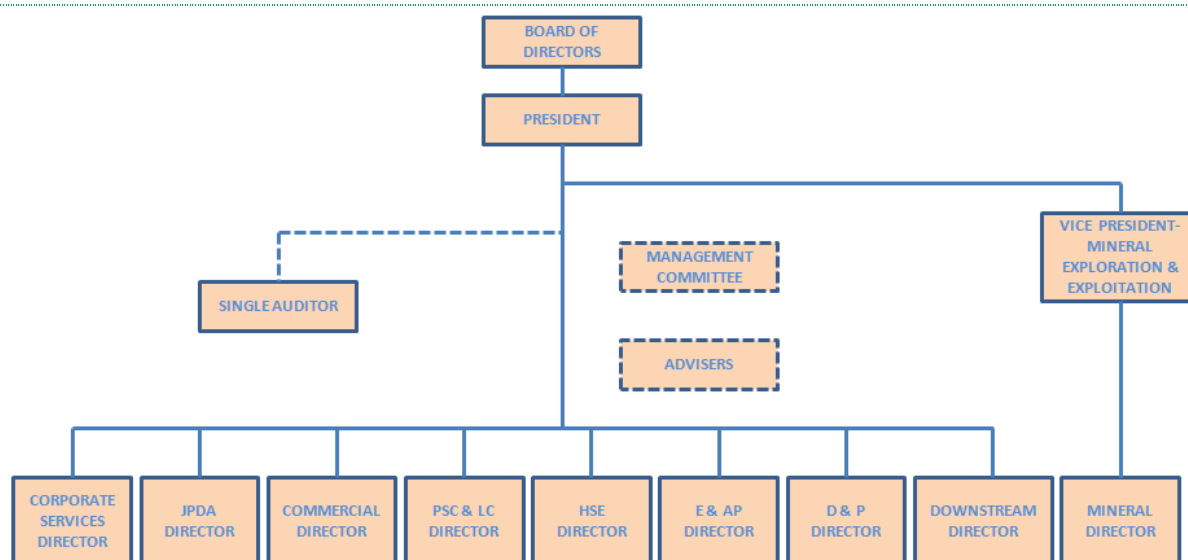 BOARD OF
DIRECTORS
PRESIDENT
VICE PRESIDENT-
MINERAL
EXPLORATION &
EXPLOITATION
MANAGEMENT
COMMITTEE
SINGLE AUDITOR
ADVISERS
CORPORATE
SERVICES
DIRECTOR
JPDA
DIRECTOR
COMMERCIAL
DIRECTOR
PSC & LC
DIRECTOR
HSE
DIRECTOR
E & AP
DIRECTOR
D & P
DIRECTOR
DOWNSTREAM
DIRECTOR
MINERAL
DIRECTOR